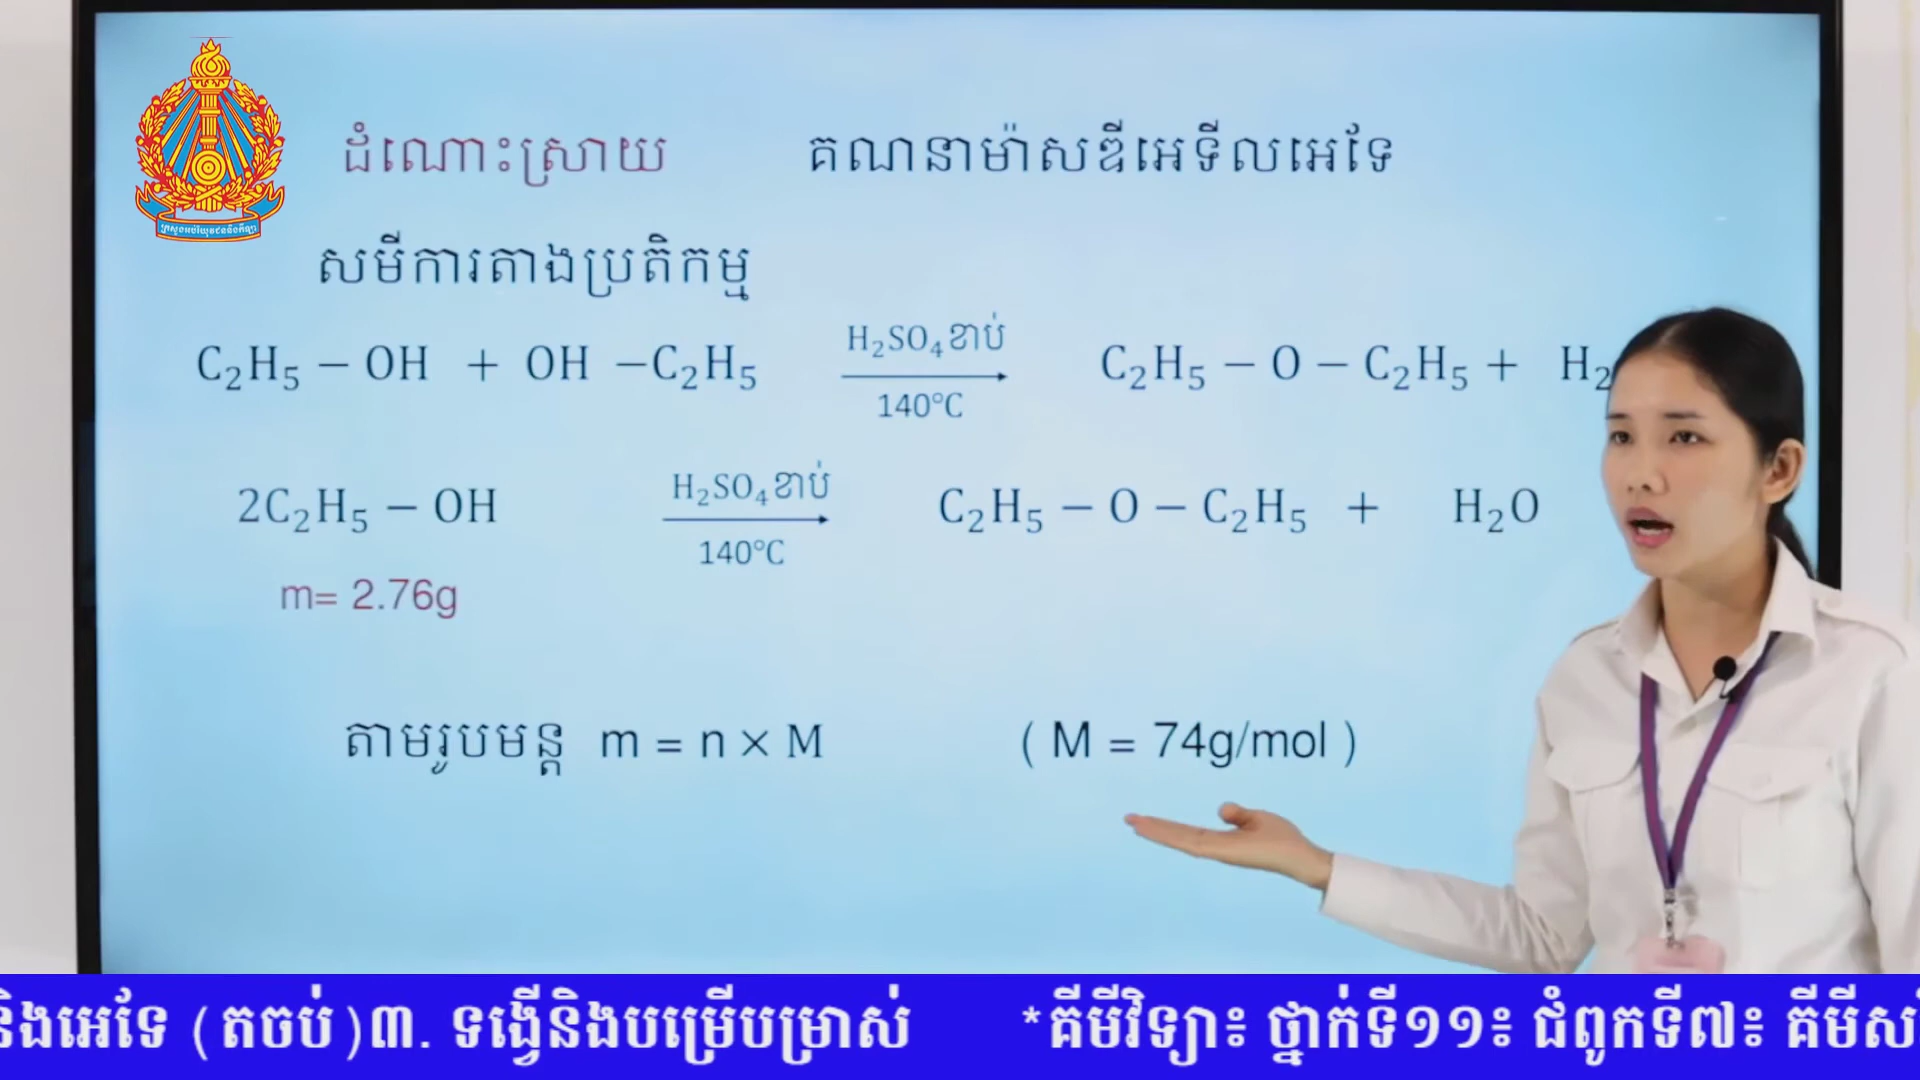 ដំណោះស្រាយ គណនាម៉ាសឌីអេទីលអេទែ
សមីការតាងប្រតិកម្ម
C₂H₅ – OH + OH –C₂H₅ H₂SO₄ខាប់ 140°C C₂H₅ – O – C₂H₅ + H₂
2C₂H₅ – OH H₂SO₄ខាប់ 140°C C₂H₅ – O – C₂H₅ + H₂O
m= 2.76g
តាមរូបមន្ត m = n × M ( M = 74g/mol )
និងអេទែ (តចប់)៣. ទង្វើនិងបម្រើបម្រាស់ *គីមីវិទ្យា៖ ថ្នាក់ទី១១៖ ជំពូកទី៧៖ គីមីស